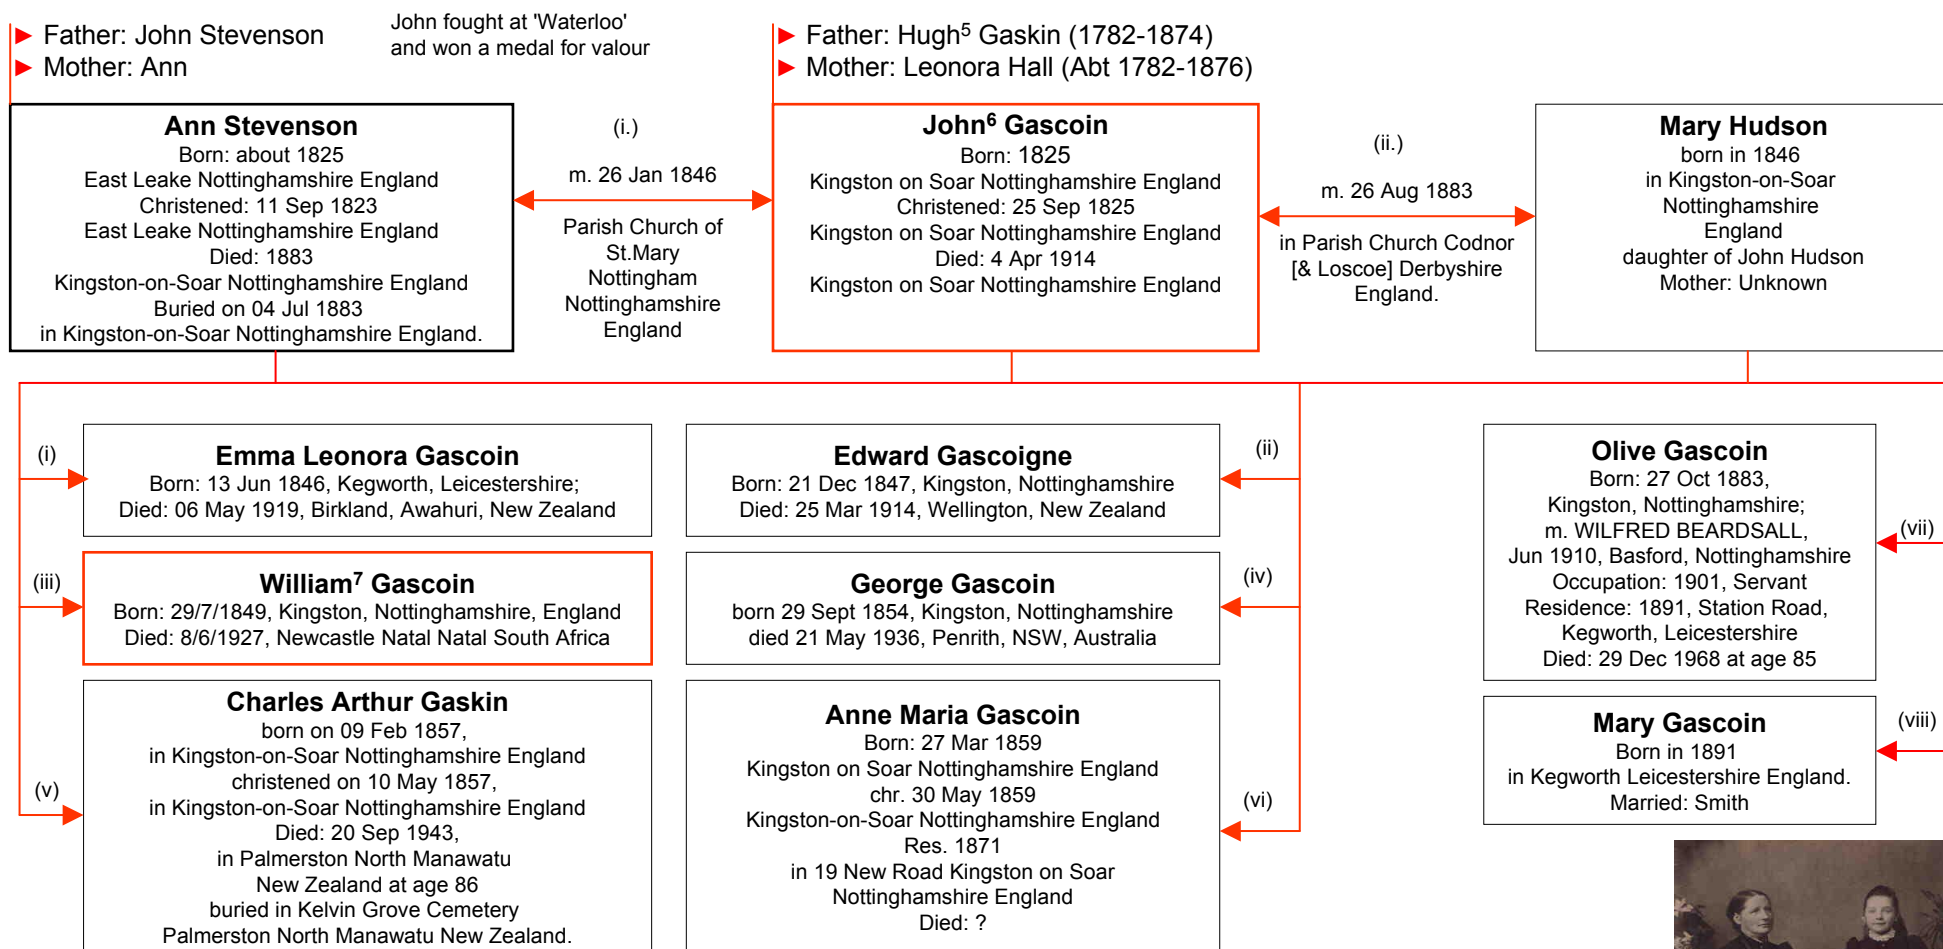 ► Father: John Stevenson
► Mother: Ann
John fought at 'Waterloo'
and won a medal for valour
► Father: Hugh⁵ Gaskin (1782-1874)
► Mother: Leonora Hall (Abt 1782-1876)
Ann Stevenson
Born: about 1825
East Leake Nottinghamshire England
Christened: 11 Sep 1823
East Leake Nottinghamshire England
Died: 1883
Kingston-on-Soar Nottinghamshire England
Buried on 04 Jul 1883
in Kingston-on-Soar Nottinghamshire England.
(i.)
m. 26 Jan 1846
Parish Church of
St.Mary
Nottingham
Nottinghamshire
England
John⁶ Gascoin
Born: 1825
Kingston on Soar Nottinghamshire England
Christened: 25 Sep 1825
Kingston on Soar Nottinghamshire England
Died: 4 Apr 1914
Kingston on Soar Nottinghamshire England
(ii.)
m. 26 Aug 1883
in Parish Church Codnor
[& Loscoe] Derbyshire
England.
Mary Hudson
born in 1846
in Kingston-on-Soar
Nottinghamshire
England
daughter of John Hudson
Mother: Unknown
(i)
Emma Leonora Gascoin
Born: 13 Jun 1846, Kegworth, Leicestershire;
Died: 06 May 1919, Birkland, Awahuri, New Zealand
(ii)
Edward Gascoigne
Born: 21 Dec 1847, Kingston, Nottinghamshire
Died: 25 Mar 1914, Wellington, New Zealand
(iii)
William⁷ Gascoin
Born: 29/7/1849, Kingston, Nottinghamshire, England
Died: 8/6/1927, Newcastle Natal Natal South Africa
(iv)
George Gascoin
born 29 Sept 1854, Kingston, Nottinghamshire
died 21 May 1936, Penrith, NSW, Australia
(v)
Charles Arthur Gaskin
born on 09 Feb 1857,
in Kingston-on-Soar Nottinghamshire England
christened on 10 May 1857,
in Kingston-on-Soar Nottinghamshire England
Died: 20 Sep 1943,
in Palmerston North Manawatu
New Zealand at age 86
buried in Kelvin Grove Cemetery
Palmerston North Manawatu New Zealand.
(vi)
Anne Maria Gascoin
Born: 27 Mar 1859
Kingston on Soar Nottinghamshire England
chr. 30 May 1859
Kingston-on-Soar Nottinghamshire England
Res. 1871
in 19 New Road Kingston on Soar
Nottinghamshire England
Died: ?
(vii)
Olive Gascoin
Born: 27 Oct 1883,
Kingston, Nottinghamshire;
m. WILFRED BEARDSALL,
Jun 1910, Basford, Nottinghamshire
Occupation: 1901, Servant
Residence: 1891, Station Road,
Kegworth, Leicestershire
Died: 29 Dec 1968 at age 85
(viii)
Mary Gascoin
Born in 1891
in Kegworth Leicestershire England.
Married: Smith